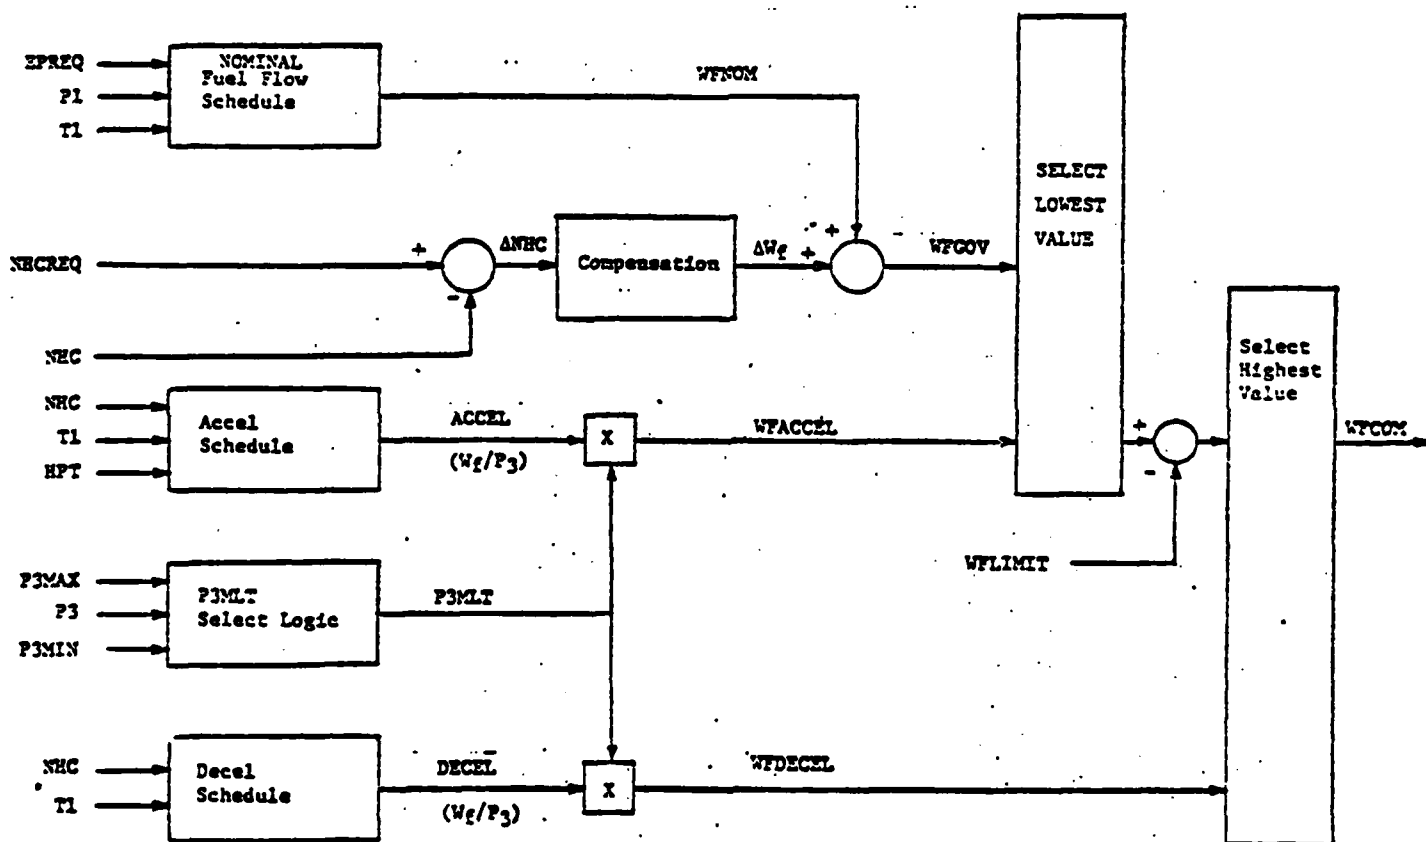 EPREQ
P1
T1
NOMINAL
Fuel Flow
Schedule
WFNOM
NHCREQ
+
-
ΔNHC
Compensation
ΔWf
+
+
-
WFGOV
NHC
SELECT
LOWEST
VALUE
NHC
T1
HPT
Accel
Schedule
ACCEL
(Wf/P3)
X
WFACCEL
+
-
WFLIMIT
Select
Highest
Value
WFCOM
P3MAX
P3
P3MIN
P3MLT
Select Logic
P3MLT
NHC
T1
Decel
Schedule
DECEL
(Wf/P3)
X
WFDECEL